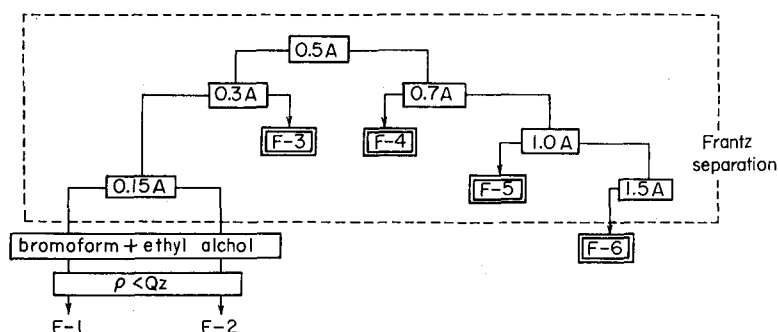 0.5A
0.3A
0.7A
F-3
F-4
1.0A
Frantz
separation
0.15A
F-5
1.5A
bromoform + ethyl alchol
F-6
ρ <Qz
F-1
F-2